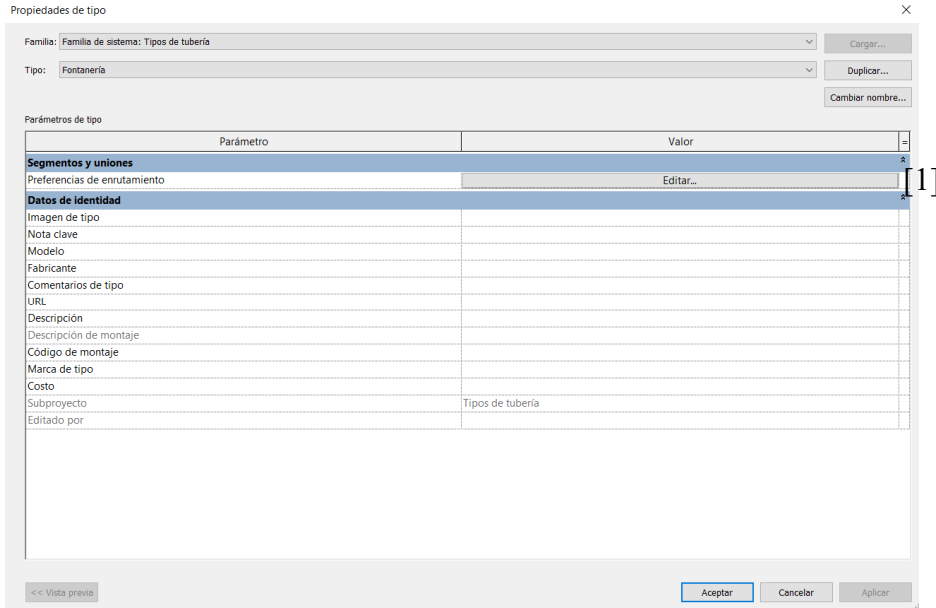 Propiedades de tipo
Familia: Familia de sistema: Tipos de tubería Cargar...
Tipo: Fontanería Duplicar...
Cambiar nombre...
Parámetros de tipo
Parámetro Valor =
Segmentos y uniones
Preferencias de enrutamiento Editar... [1]
Datos de identidad
Imagen de tipo
Nota clave
Modelo
Fabricante
Comentarios de tipo
URL
Descripción
Descripción de montaje
Código de montaje
Marca de tipo
Costo
Subproyecto Tipos de tubería
Editado por
<< Vista previa Aceptar Cancelar Aplicar